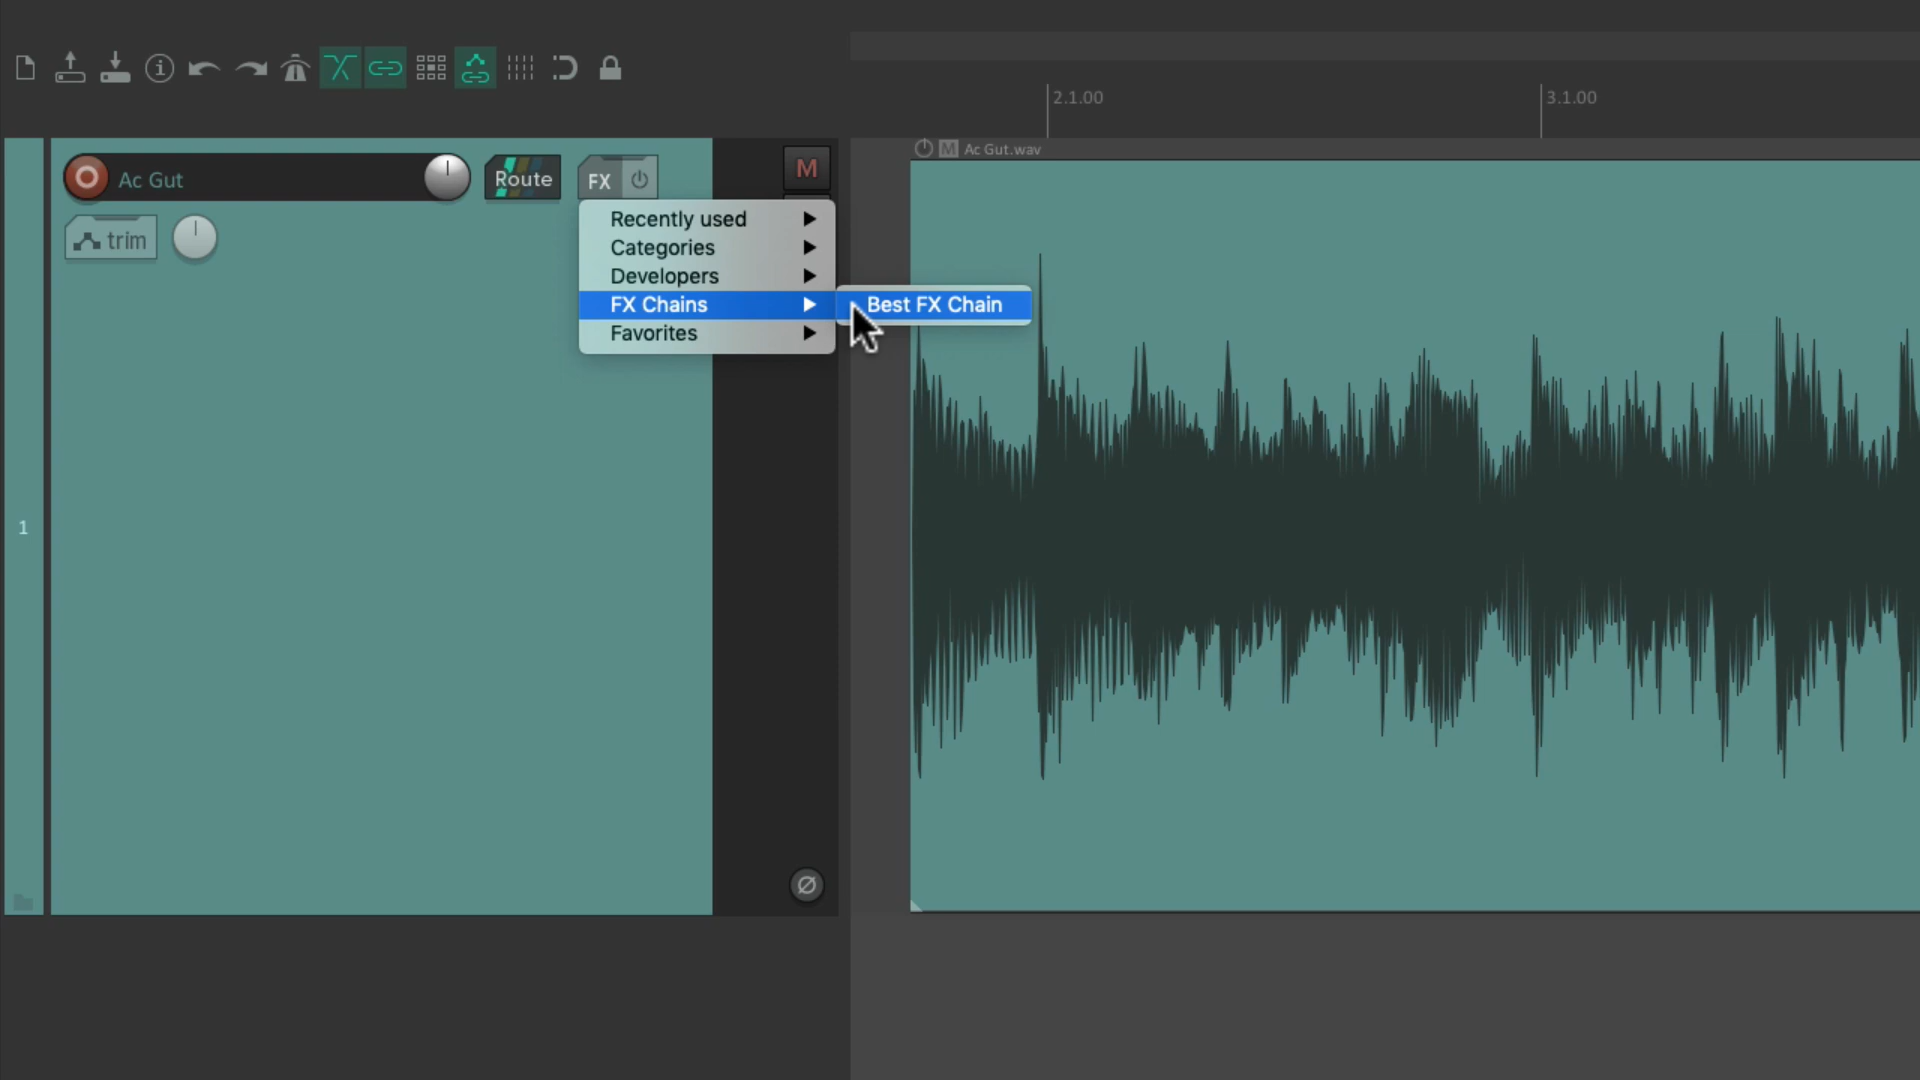 2.1.00
3.1.00
M Ac Gut.wav
Ac Gut
Route
FX
M
trim
Recently used
Categories
Developers
FX Chains
Best FX Chain
Favorites
1